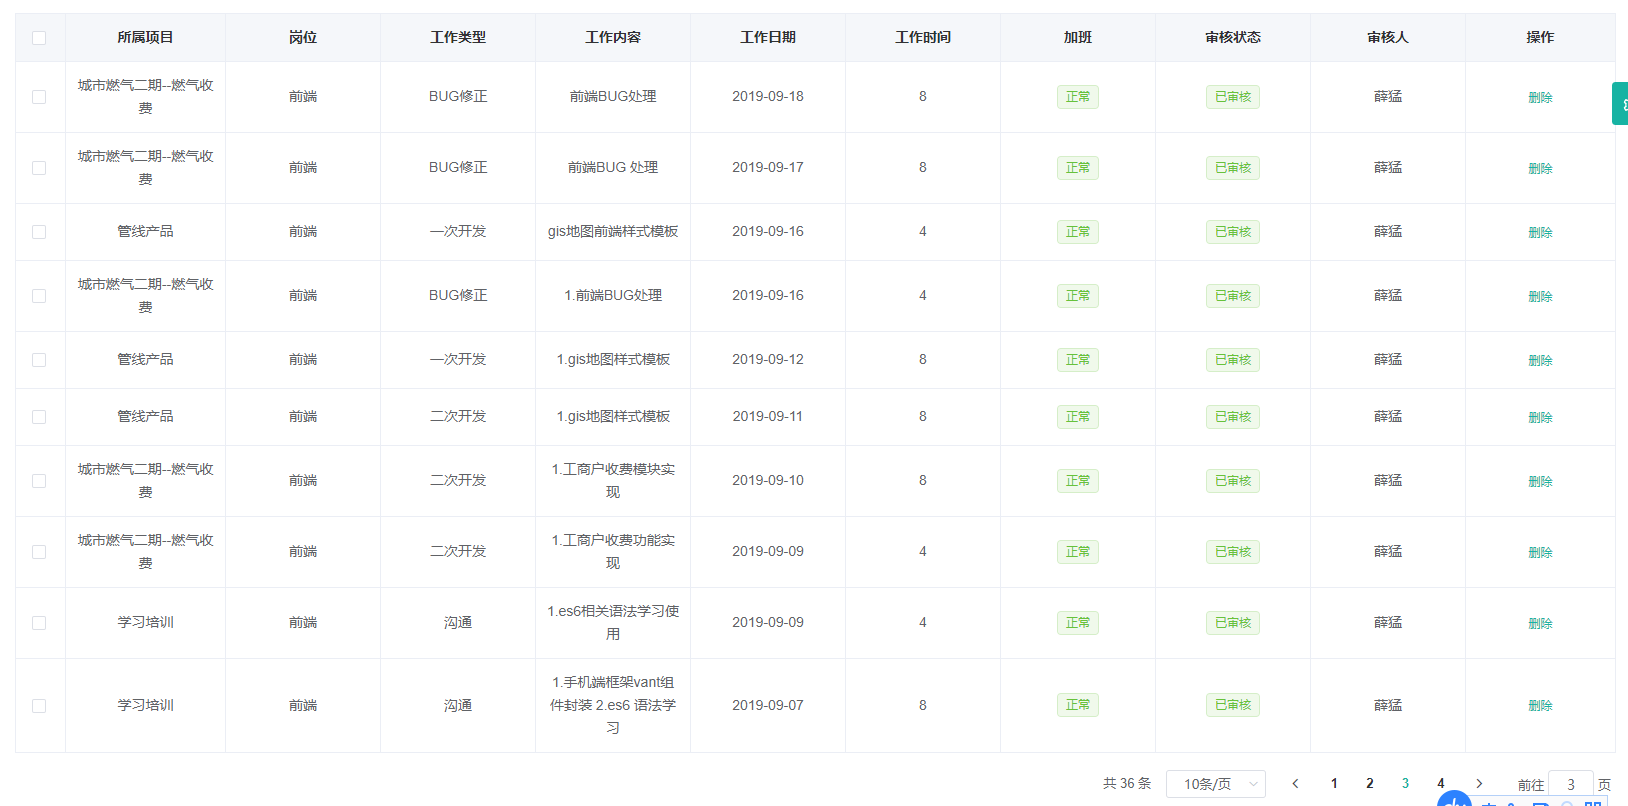 所属项目 岗位 工作类型 工作内容 工作日期 工作时间 加班 审核状态 审核人 操作
城市燃气二期--燃气收
费 前端 BUG修正 前端BUG处理 2019-09-18 8 正常 已审核 薛猛 删除
城市燃气二期--燃气收
费 前端 BUG修正 前端BUG 处理 2019-09-17 8 正常 已审核 薛猛 删除
管线产品 前端 一次开发 gis地图前端样式模板 2019-09-16 4 正常 已审核 薛猛 删除
城市燃气二期--燃气收
费 前端 BUG修正 1.前端BUG处理 2019-09-16 4 正常 已审核 薛猛 删除
管线产品 前端 一次开发 1.gis地图样式模板 2019-09-12 8 正常 已审核 薛猛 删除
管线产品 前端 二次开发 1.gis地图样式模板 2019-09-11 8 正常 已审核 薛猛 删除
城市燃气二期--燃气收
费 前端 二次开发 1.工商户收费模块实
现 2019-09-10 8 正常 已审核 薛猛 删除
城市燃气二期--燃气收
费 前端 二次开发 1.工商户收费功能实
现 2019-09-09 4 正常 已审核 薛猛 删除
学习培训 前端 沟通 1.es6相关语法学习使
用 2019-09-09 4 正常 已审核 薛猛 删除
学习培训 前端 沟通 1.手机端框架vant组
件封装 2.es6 语法学
习 2019-09-07 8 正常 已审核 薛猛 删除
共 36 条 10条/页 1 2 3 4 前往 3 页